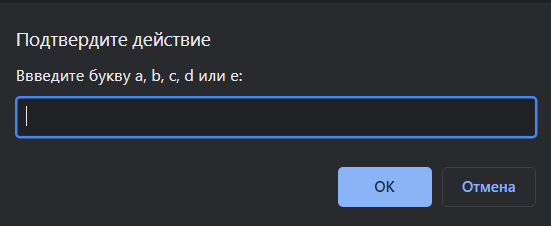 Подтвердите действие
Ввведите букву a, b, c, d или e:
OK
Отмена